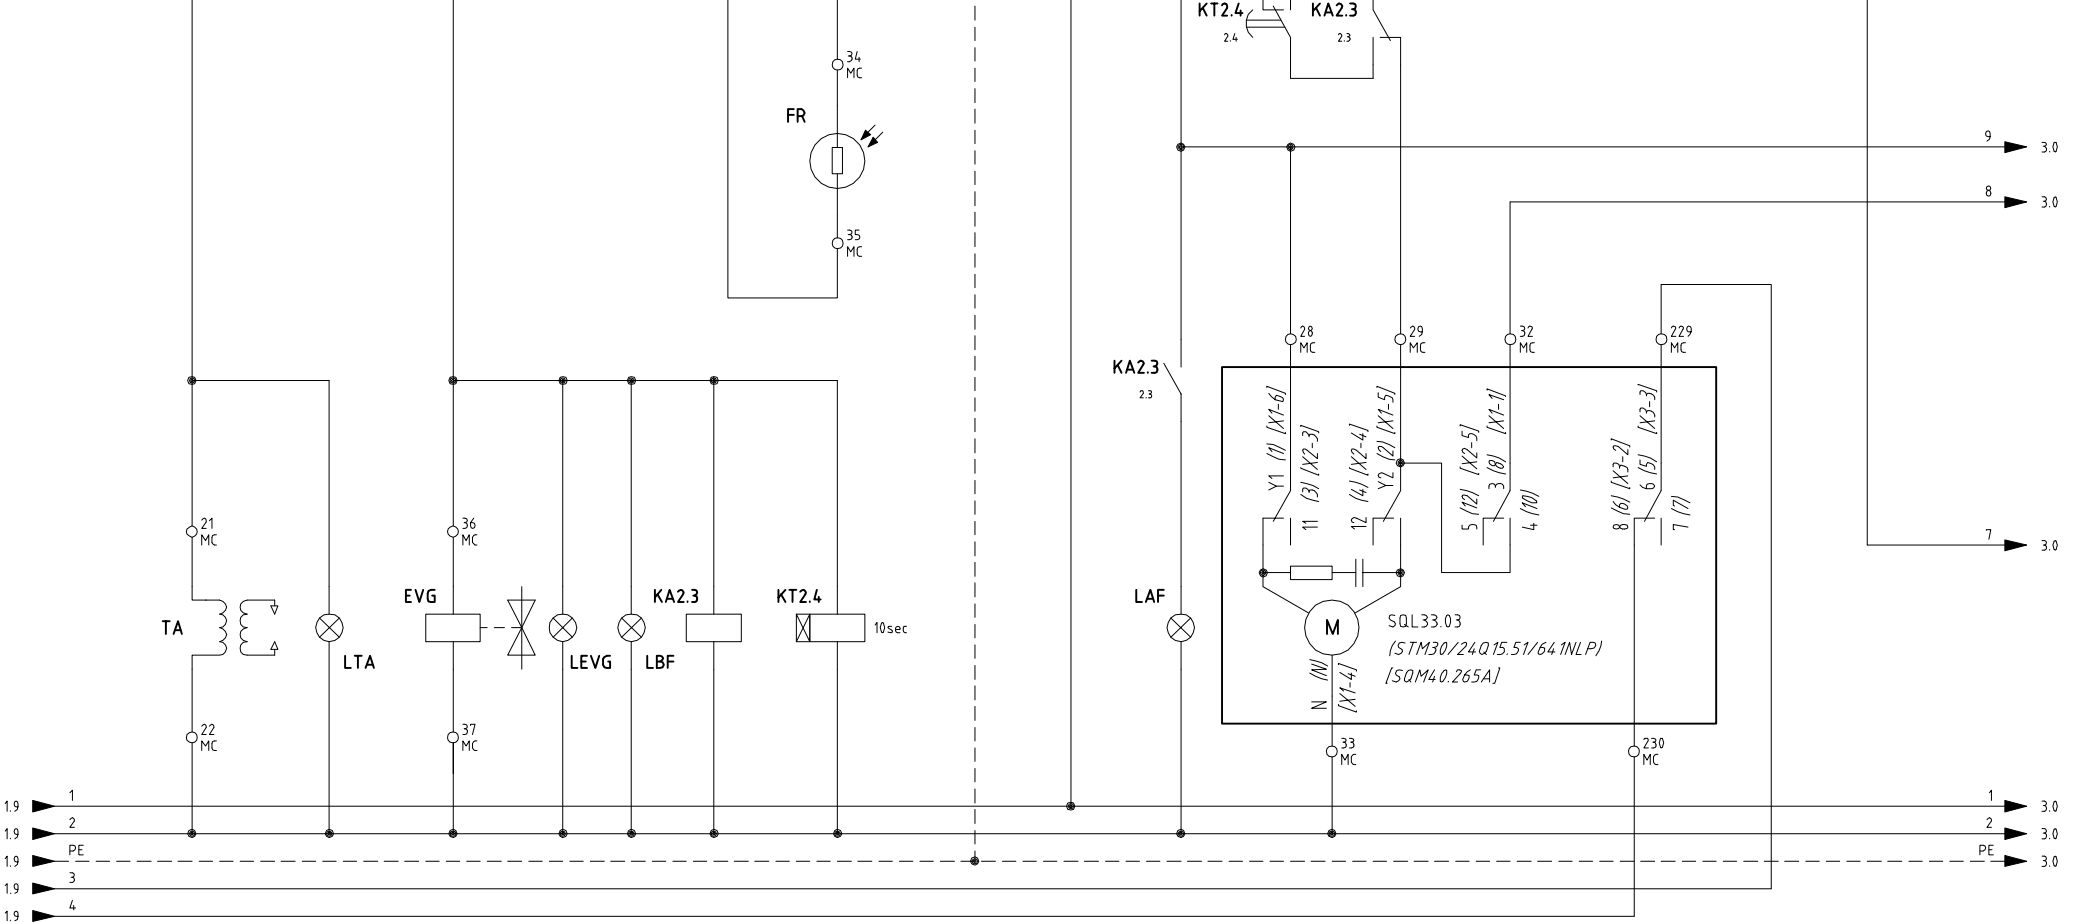 KT2.4
KA2.3
2.4
2.3
34
MC
FR
9
3.0
8
3.0
35
MC
28
MC
29
MC
32
MC
229
MC
KA2.3
2.3
Y1 (1) [X1-6]
11 (3) [X2-3]
12 (4) [X2-4]
Y2 (2) [X1-5]
5 (12) [X2-5]
3 (8) [X1-1]
4 (10)
8 (6) [X3-2]
6 (5) [X3-3]
7 (7)
21
MC
36
MC
7
3.0
EVG
KA2.3
KT2.4
LAF
TA
10sec
M
SQL33.03
(STM30/24Q15.51/641NLP)
[SQM40.265A]
LTA
LEVG
LBF
N (N)
[X1-4]
22
MC
37
MC
33
MC
230
MC
1.9
1
1
3.0
1.9
2
2
3.0
1.9
PE
PE
3.0
1.9
3
1.9
4